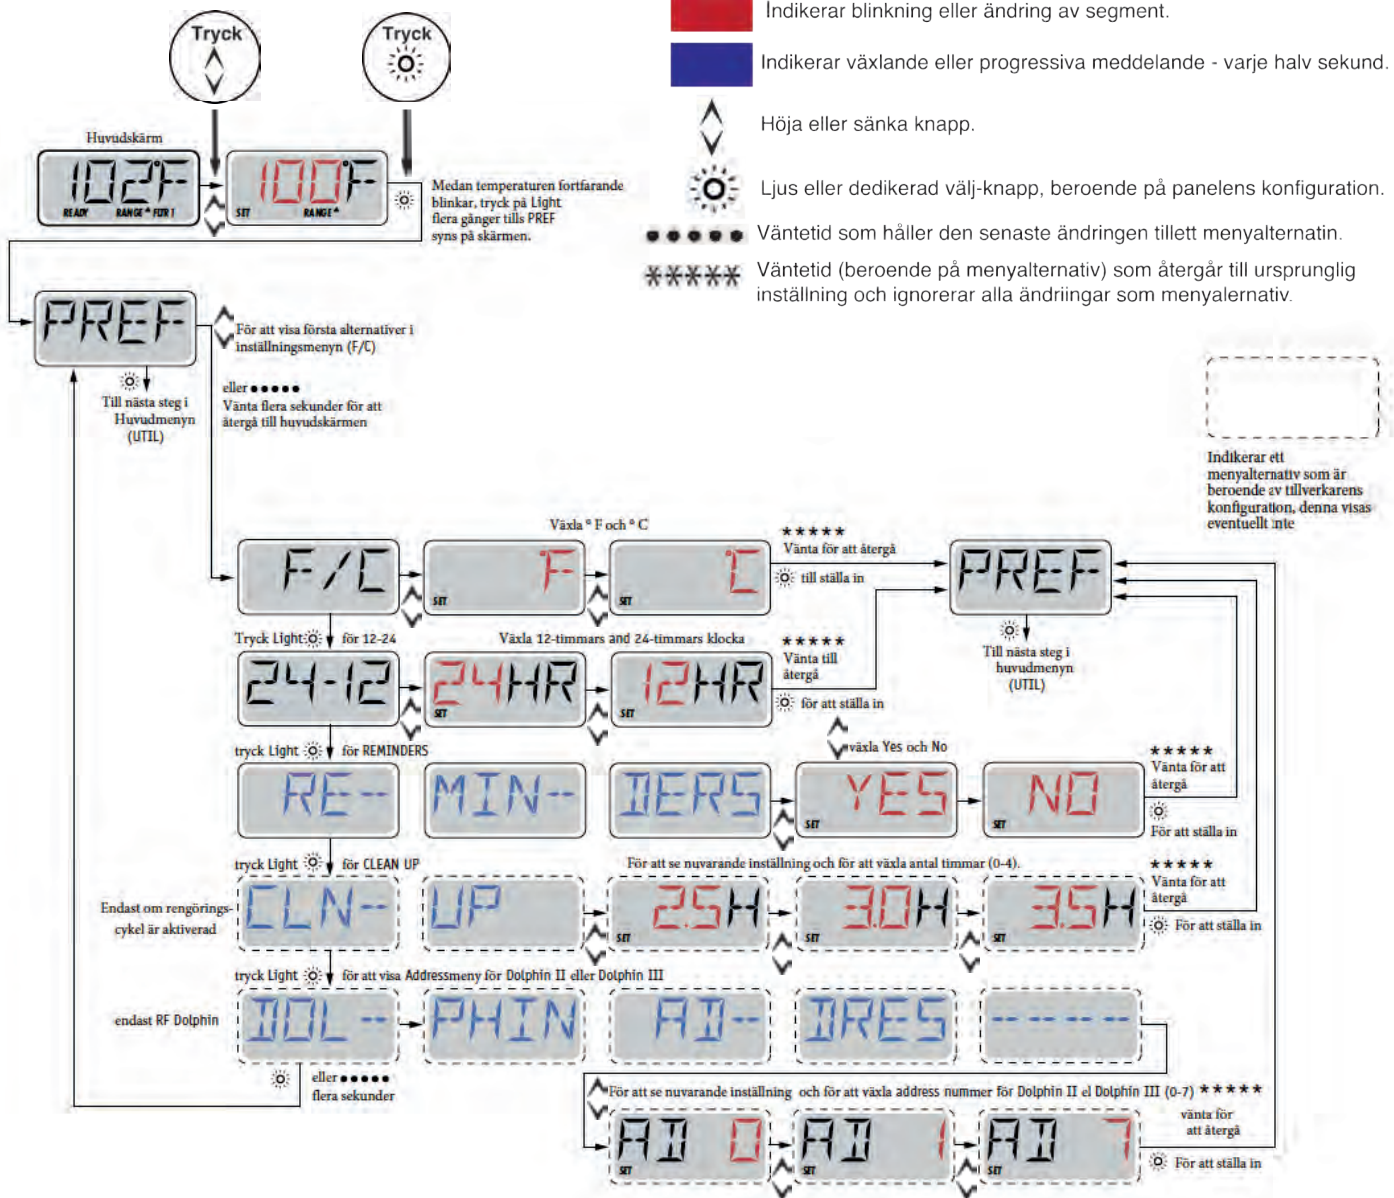 Tryck
Tryck
Indikerar blinkning eller ändring av segment.
Indikerar växlande eller progressiva meddelande - varje halv sekund.
Höja eller sänka knapp.
Ljus eller dedikerad välj-knapp, beroende på panelens konfiguration.
Väntetid som håller den senaste ändringen tillett menyalternatin.
Väntetid (beroende på menyalternativ) som återgår till ursprunglig
inställning och ignorerar alla ändriingar som menyalernativ.
Huvudskärm
102°F
READY RANGE FLTR 1
100°F
SET RANGE
Medan temperaturen fortfarande
blinkar, tryck på Light
flera gånger tills PREF
syns på skärmen.
PREF
För att visa första alternativer i
inställningsmenyn (F/C)
eller •••••
Vänta flera sekunder för att
återgå till huvudskärmen
Till nästa steg i
Huvudmenyn
(UTIL)
Indikerar ett
menyalternativ som är
beroende av tillverkarens
konfiguration, denna visas
eventuellt inte
Växla ° F och ° C
F/C
SET °F
SET °C
*****
Vänta för att återgå
till ställa in
PREF
Till nästa steg i
huvudmenyn
(UTIL)
Tryck Light för 12-24
Växla 12-timmars and 24-timmars klocka
24-12
SET 24HR
SET 12HR
*****
Vänta till
återgå
för att ställa in
tryck Light för REMINDERS
växla Yes och No
RE- MIN- DERS
SET YES
SET NO
*****
Vänta för att
återgå
För att ställa in
tryck Light för CLEAN UP
För att se nuvarande inställning och för att växla antal timmar (0-4).
Endast om rengörings-
cykel är aktiverad
CLN- UP
SET 2.5H
SET 3.0H
SET 3.5H
*****
Vänta för att
återgå
För att ställa in
tryck Light för att visa Addressmeny för Dolphin II eller Dolphin III
endast RF Dolphin
DOL- PHIN AD- DRES ----
eller •••••
flera sekunder
För att se nuvarande inställning och för att växla address nummer för Dolphin II el Dolphin III (0-7) *****
SET AD 0
SET AD 1
SET AD 7
vänta för
att återgå
För att ställa in